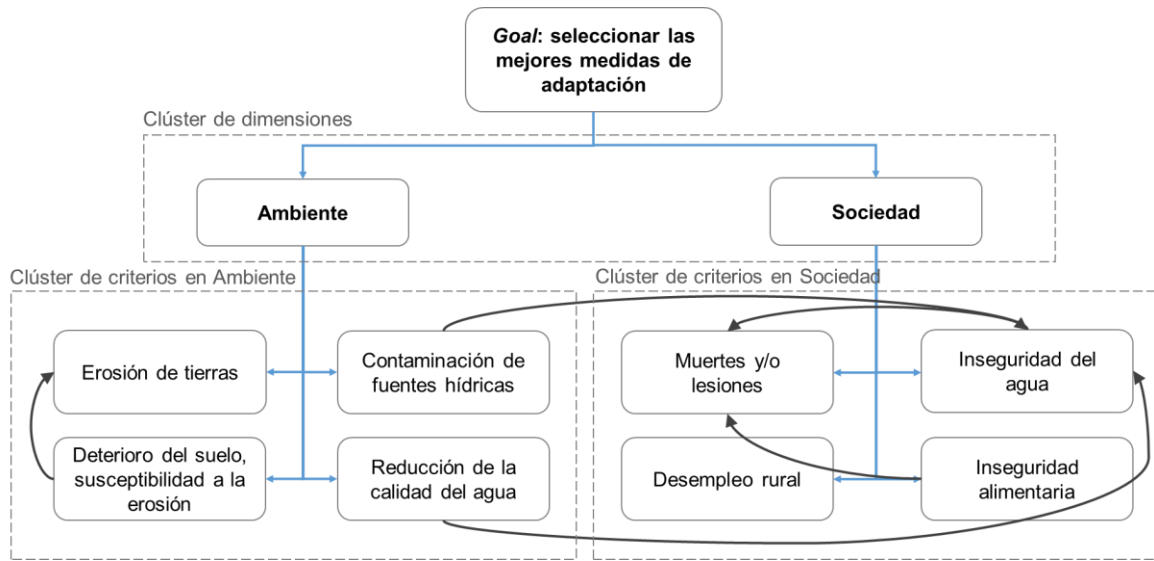 Goal: seleccionar las
mejores medidas de
adaptación
Clúster de dimensiones
Ambiente
Sociedad
Clúster de criterios en Ambiente
Erosión de tierras
Contaminación de
fuentes hídricas
Deterioro del suelo,
susceptibilidad a la
erosión
Reducción de la
calidad del agua
Clúster de criterios en Sociedad
Muertes y/o
lesiones
Inseguridad del
agua
Desempleo rural
Inseguridad
alimentaria